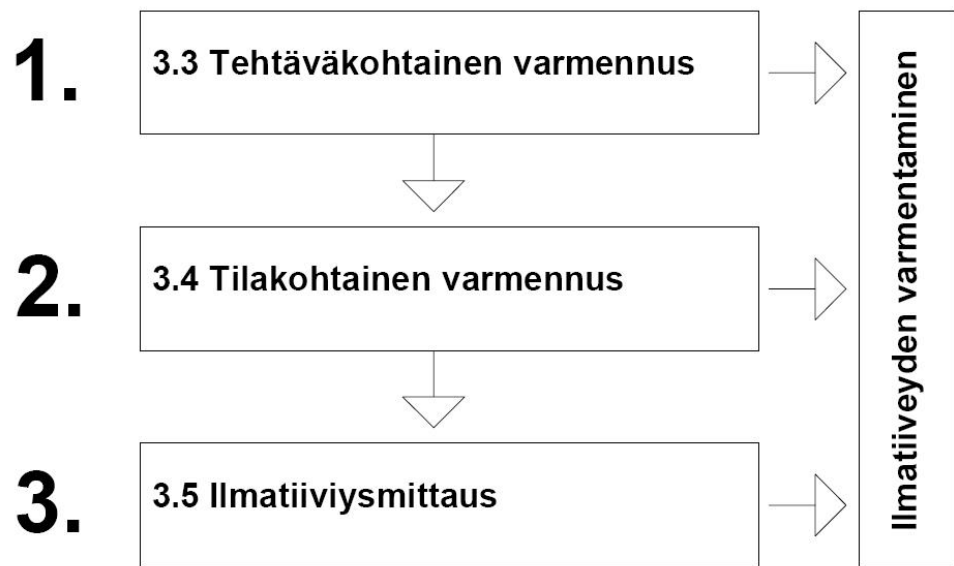 1.
3.3 Tehtäväkohtainen varmennus
2.
3.4 Tilakohtainen varmennus
3.
3.5 Ilmatiiviysmittaus
Ilmatiiveyden varmentaminen